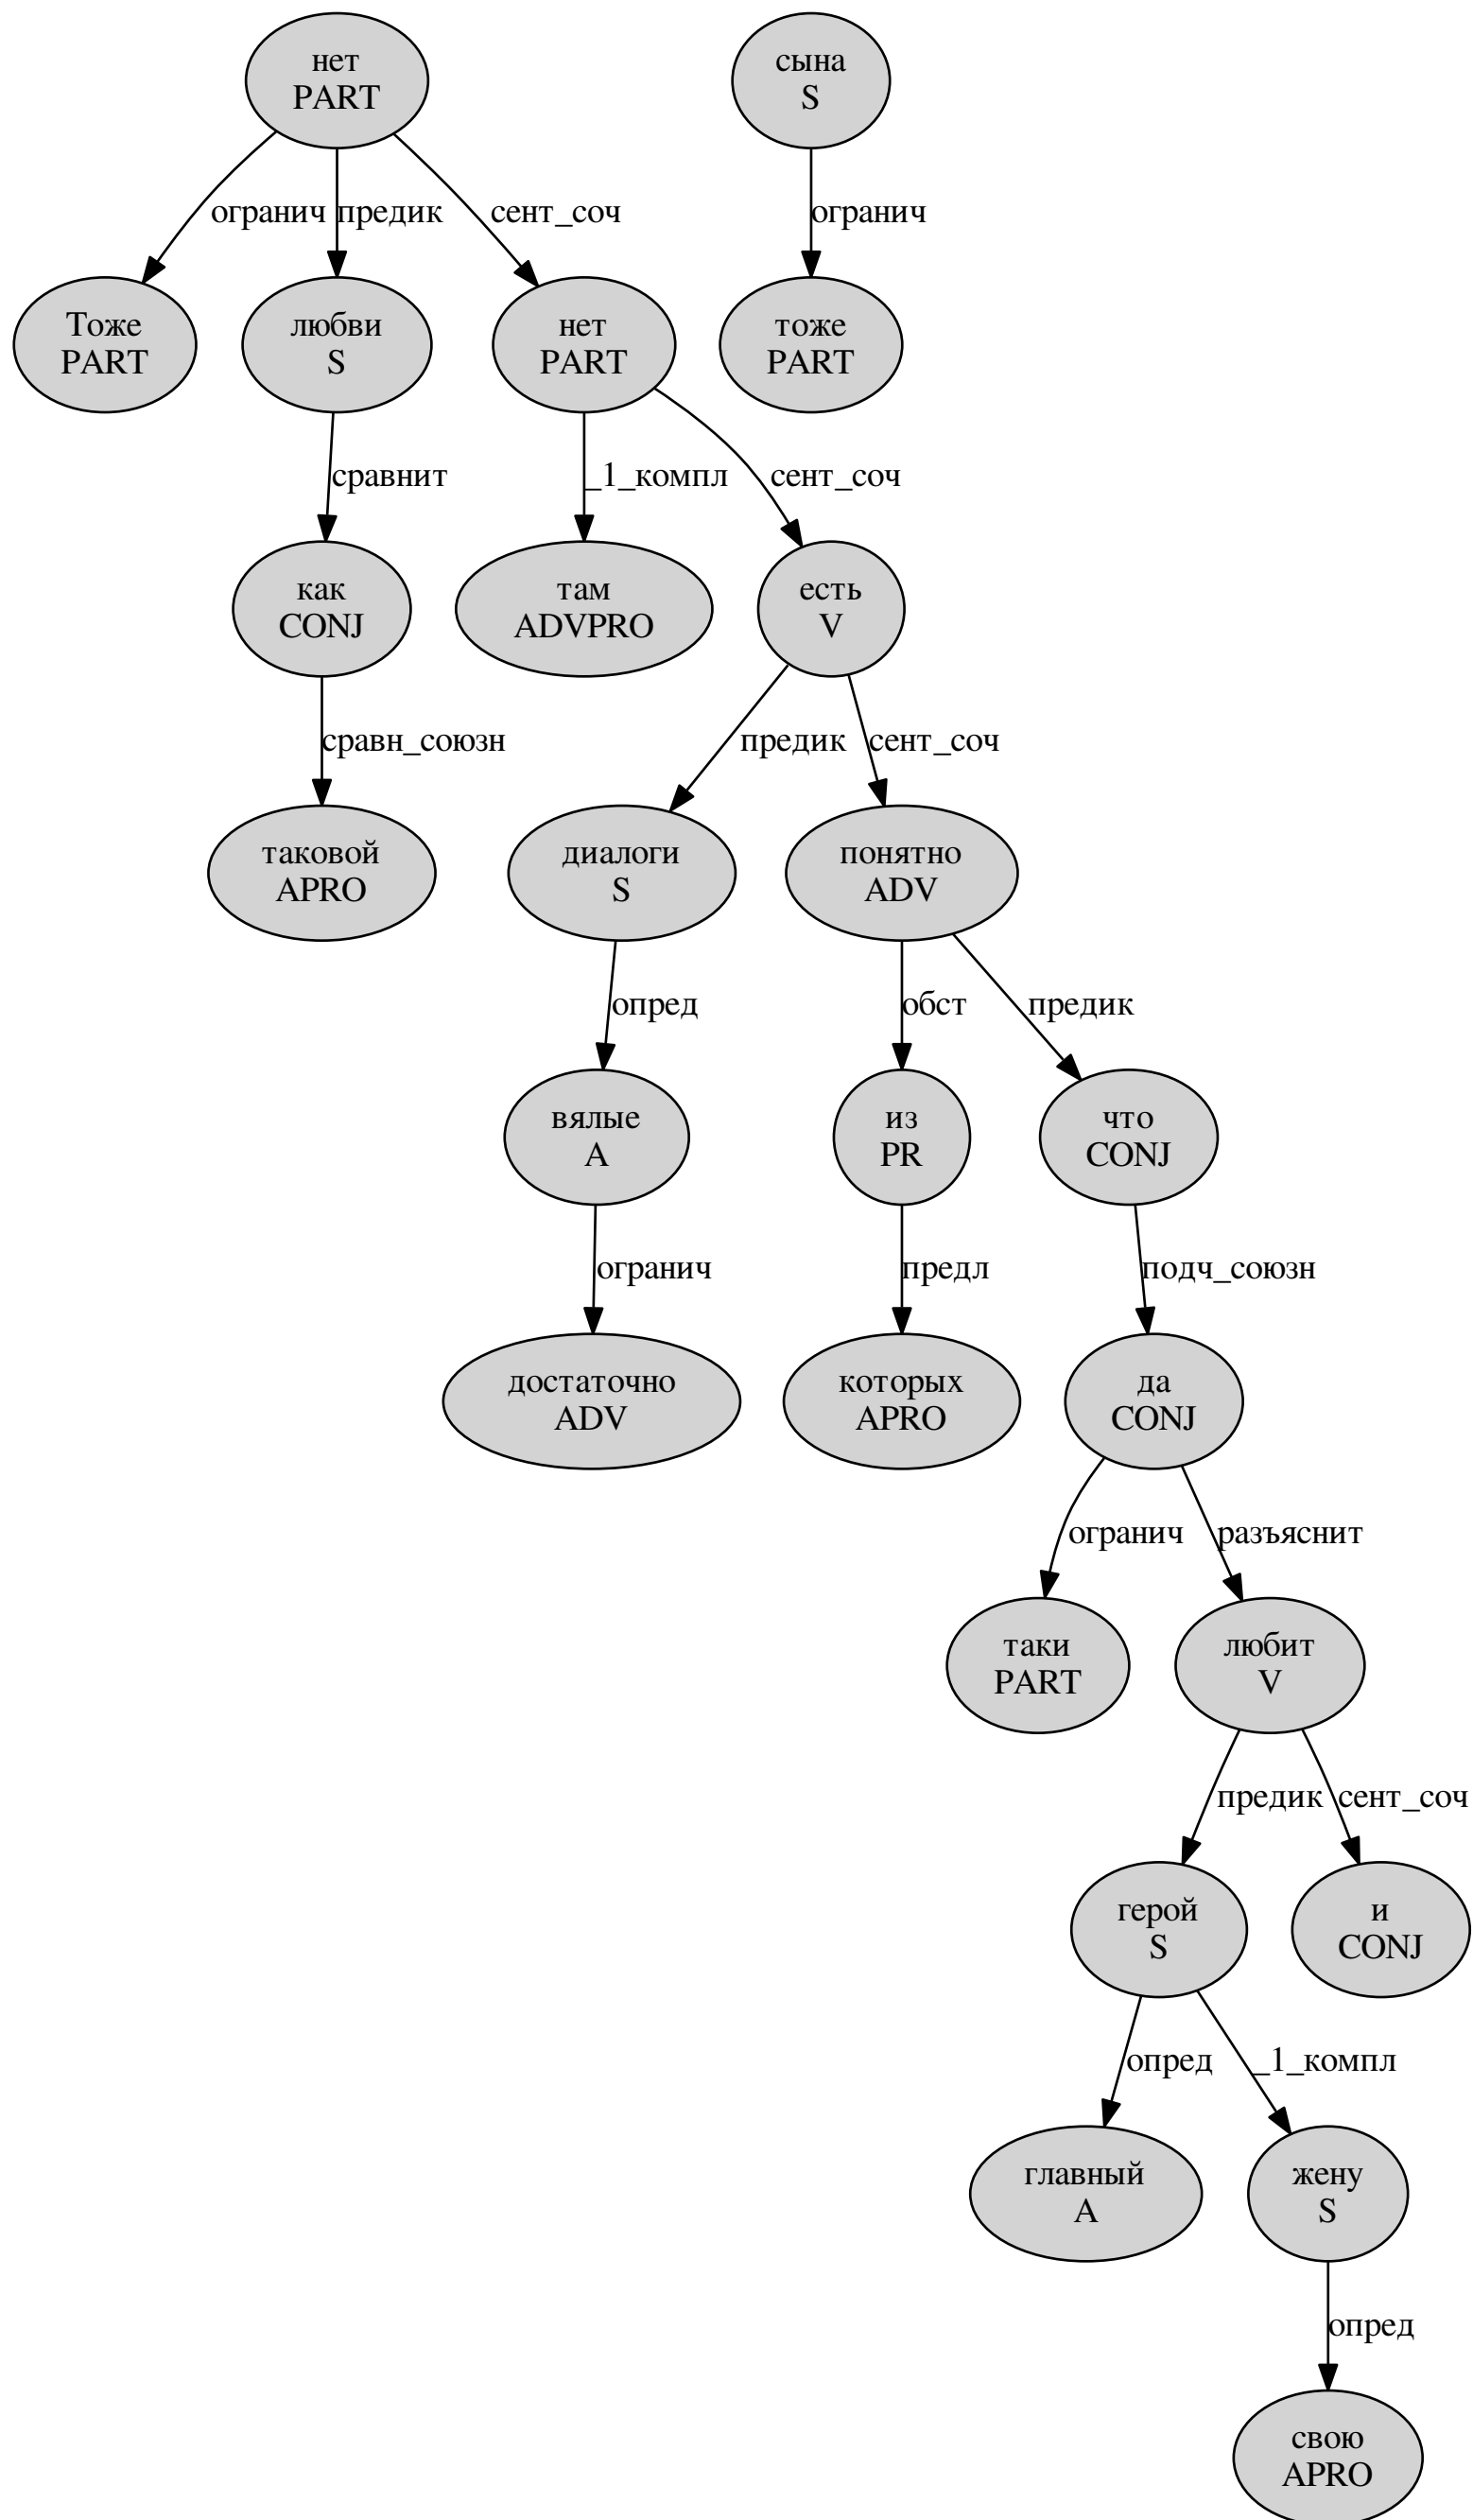 нет
PART
сына
S
огранич
предик
сент_соч
огранич
Тоже
PART
любви
S
нет
PART
тоже
PART
сравнит
_1_компл
сент_соч
как
CONJ
там
ADVPRO
есть
V
сравн_союзн
предик
сент_соч
таковой
APRO
диалоги
S
понятно
ADV
опред
обст
предик
вялые
A
из
PR
что
CONJ
огранич
предл
подч_союзн
достаточно
ADV
которых
APRO
да
CONJ
огранич
разъяснит
таки
PART
любит
V
предик
сент_соч
герой
S
и
CONJ
опред
_1_компл
главный
A
жену
S
опред
свою
APRO